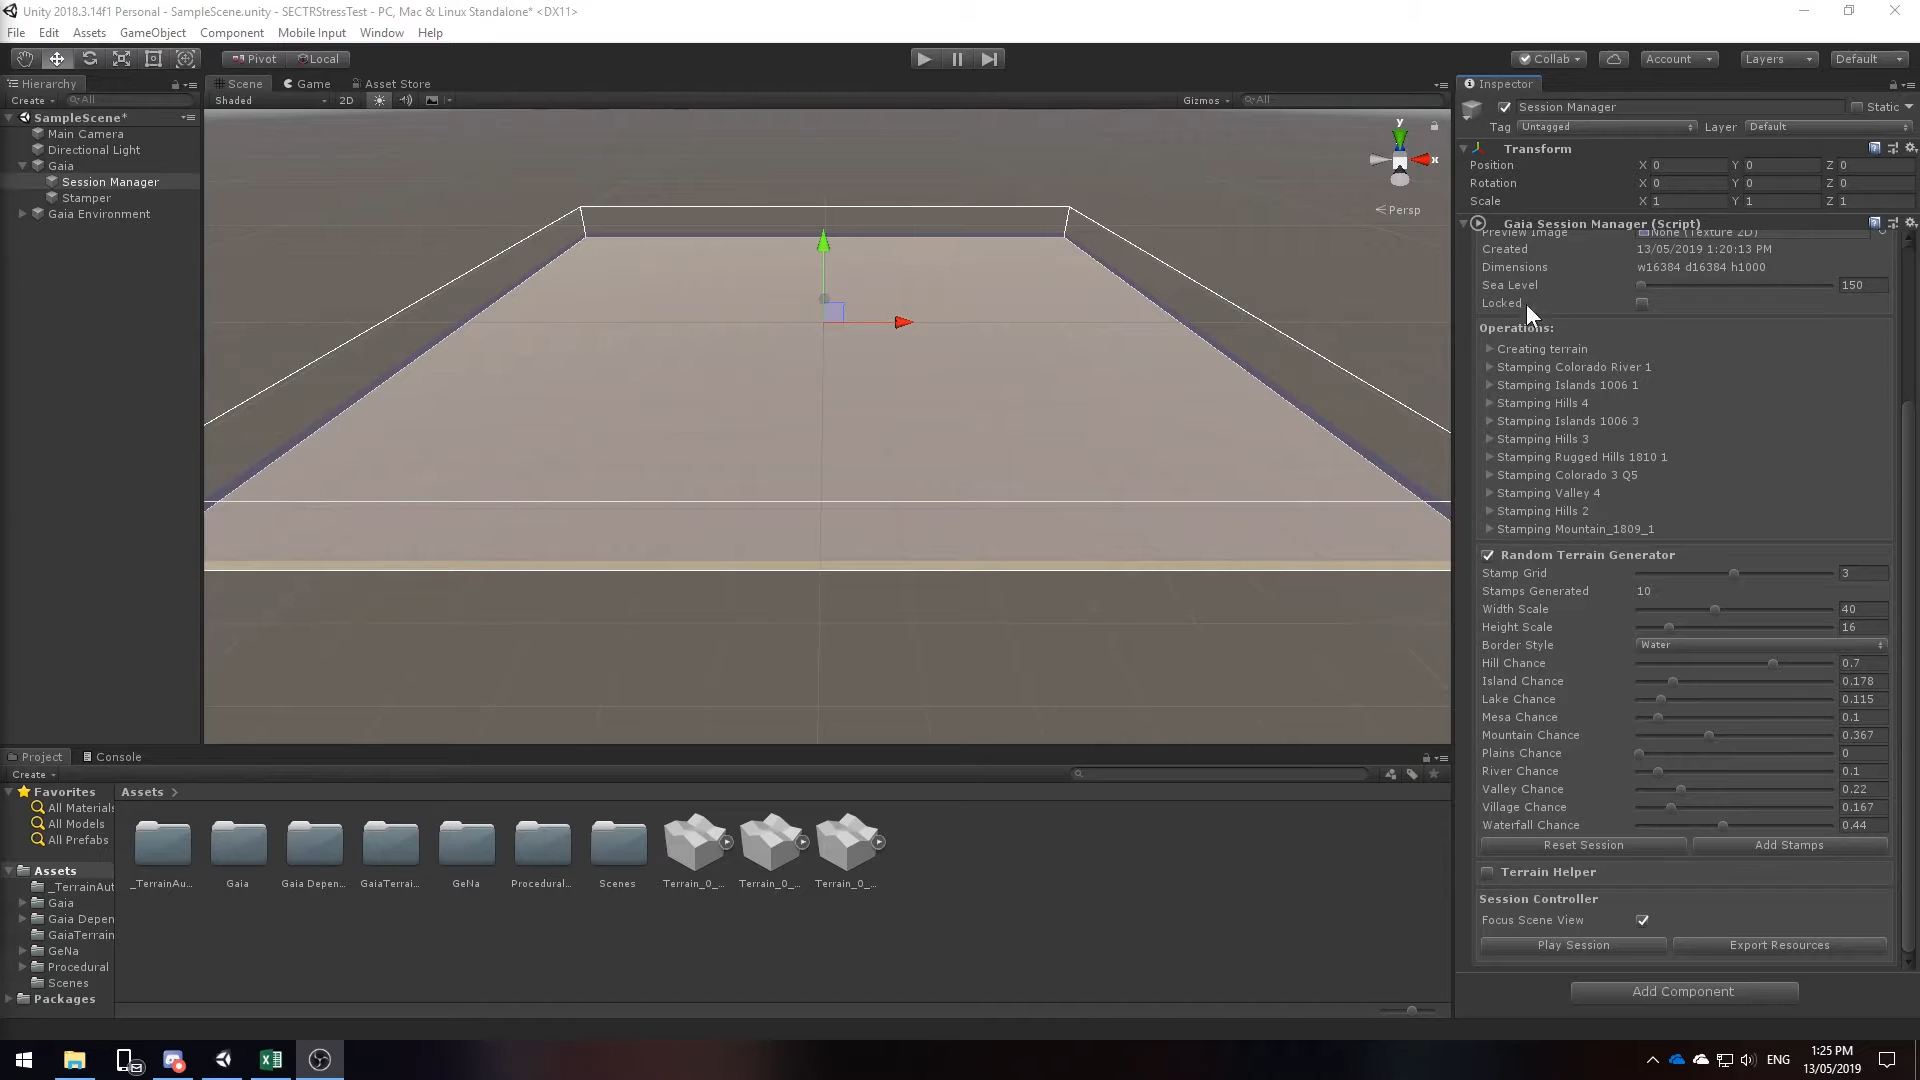 Unity 2018.3.14f1 Personal - SampleScene.unity - SECTRStressTest - PC, Mac & Linux Standalone* <DX11>
File Edit Assets GameObject Component Mobile Input Window Help
Pivot Local Collab Account Layers Default
Hierarchy
Create All
SampleScene*
Main Camera
Directional Light
Gaia
Session Manager
Stamper
Gaia Environment
Scene Game Asset Store
Shaded 2D Gizmos All
y
x
Persp
Inspector
Session Manager Static
Tag Untagged Layer Default
Transform
Position X 0 Y 0 Z 0
Rotation X 0 Y 0 Z 0
Scale X 1 Y 1 Z 1
Gaia Session Manager (Script)
Preview Image None (Texture 2D)
Created 13/05/2019 1:20:13 PM
Dimensions w16384 d16384 h1000
Sea Level 150
Locked
Operations:
Creating terrain
Stamping Colorado River 1
Stamping Islands 1006 1
Stamping Hills 4
Stamping Islands 1006 3
Stamping Hills 3
Stamping Rugged Hills 1810 1
Stamping Colorado 3 Q5
Stamping Valley 4
Stamping Hills 2
Stamping Mountain_1809_1
Random Terrain Generator
Stamp Grid 3
Stamps Generated 10
Width Scale 40
Height Scale 16
Border Style Water
Hill Chance 0.7
Island Chance 0.178
Lake Chance 0.115
Mesa Chance 0.1
Mountain Chance 0.367
Plains Chance 0
River Chance 0.1
Valley Chance 0.22
Village Chance 0.167
Waterfall Chance 0.44
Reset Session Add Stamps
Terrain Helper
Session Controller
Focus Scene View
Play Session Export Resources
Add Component
Project Console
Create
Favorites
All Materials
All Models
All Prefabs
Assets
_TerrainAut
Gaia
Gaia Depen
GaiaTerrain
GeNa
Procedural
Scenes
Packages
Assets
_TerrainAu... Gaia Gaia Depen... GaiaTerrai... GeNa Procedural... Scenes Terrain_0_... Terrain_0_... Terrain_0_...
ENG
1:25 PM
13/05/2019